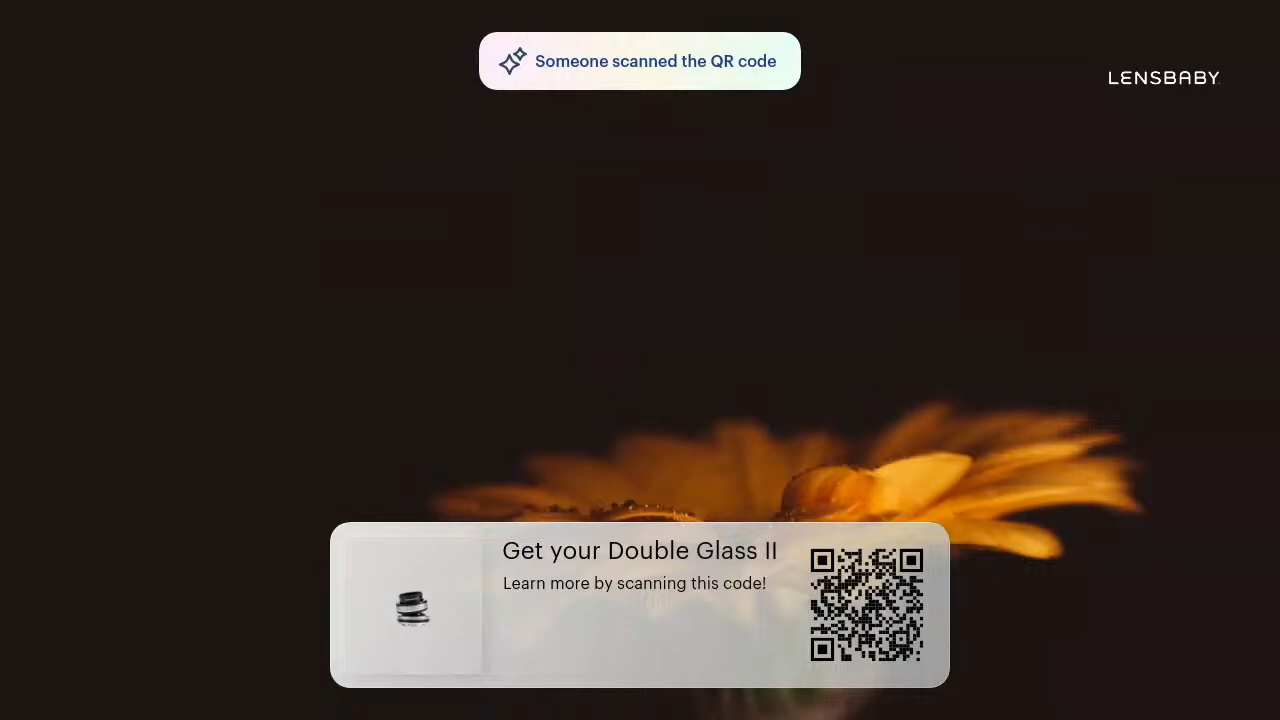 Someone scanned the QR code
LENSBABY
Get your Double Glass II
Learn more by scanning this code!